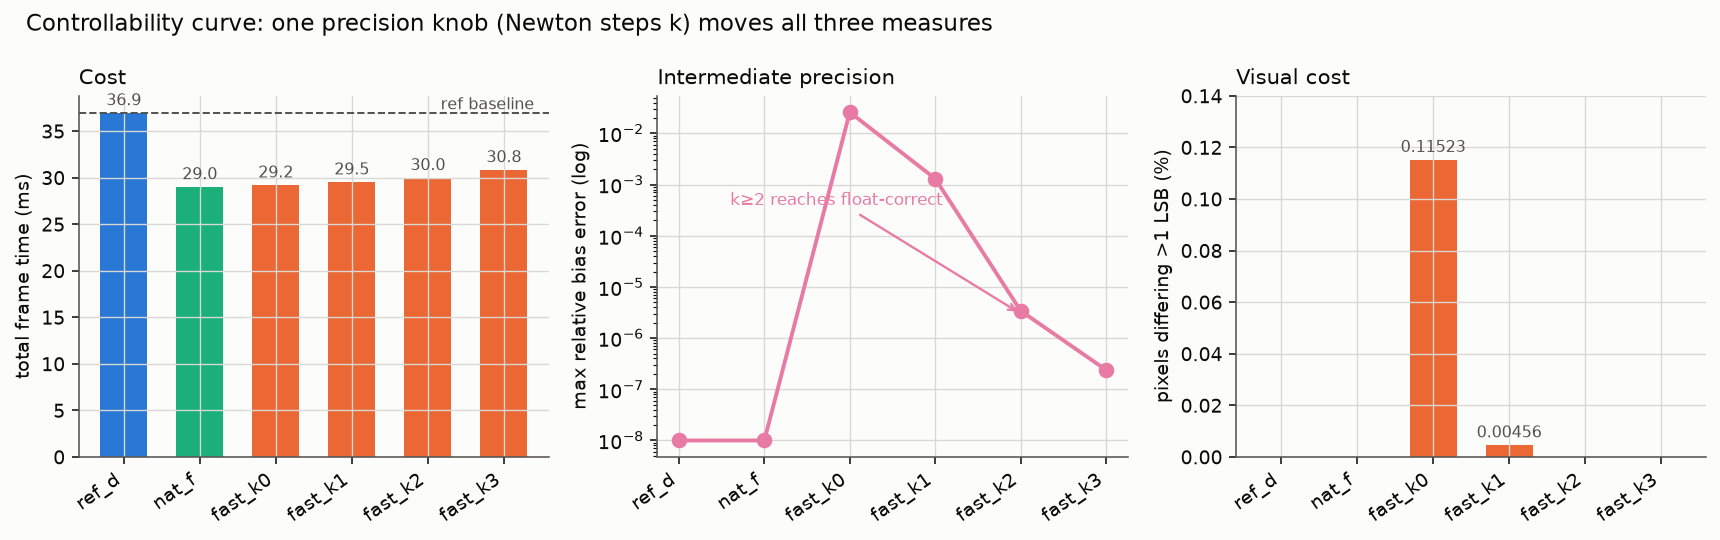 Controllability curve: one precision knob (Newton steps k) moves all three measures
Cost
total frame time (ms)
35
30
25
20
15
10
5
0
36.9
ref baseline
29.0
29.2
29.5
30.0
30.8
ref_d
nat_f
fast_k0
fast_k1
fast_k2
fast_k3
Intermediate precision
max relative bias error (log)
10⁻²
10⁻³
10⁻⁴
10⁻⁵
10⁻⁶
10⁻⁷
10⁻⁸
k≥2 reaches float-correct
ref_d
nat_f
fast_k0
fast_k1
fast_k2
fast_k3
Visual cost
pixels differing >1 LSB (%)
0.14
0.12
0.10
0.08
0.06
0.04
0.02
0.00
0.11523
0.00456
ref_d
nat_f
fast_k0
fast_k1
fast_k2
fast_k3